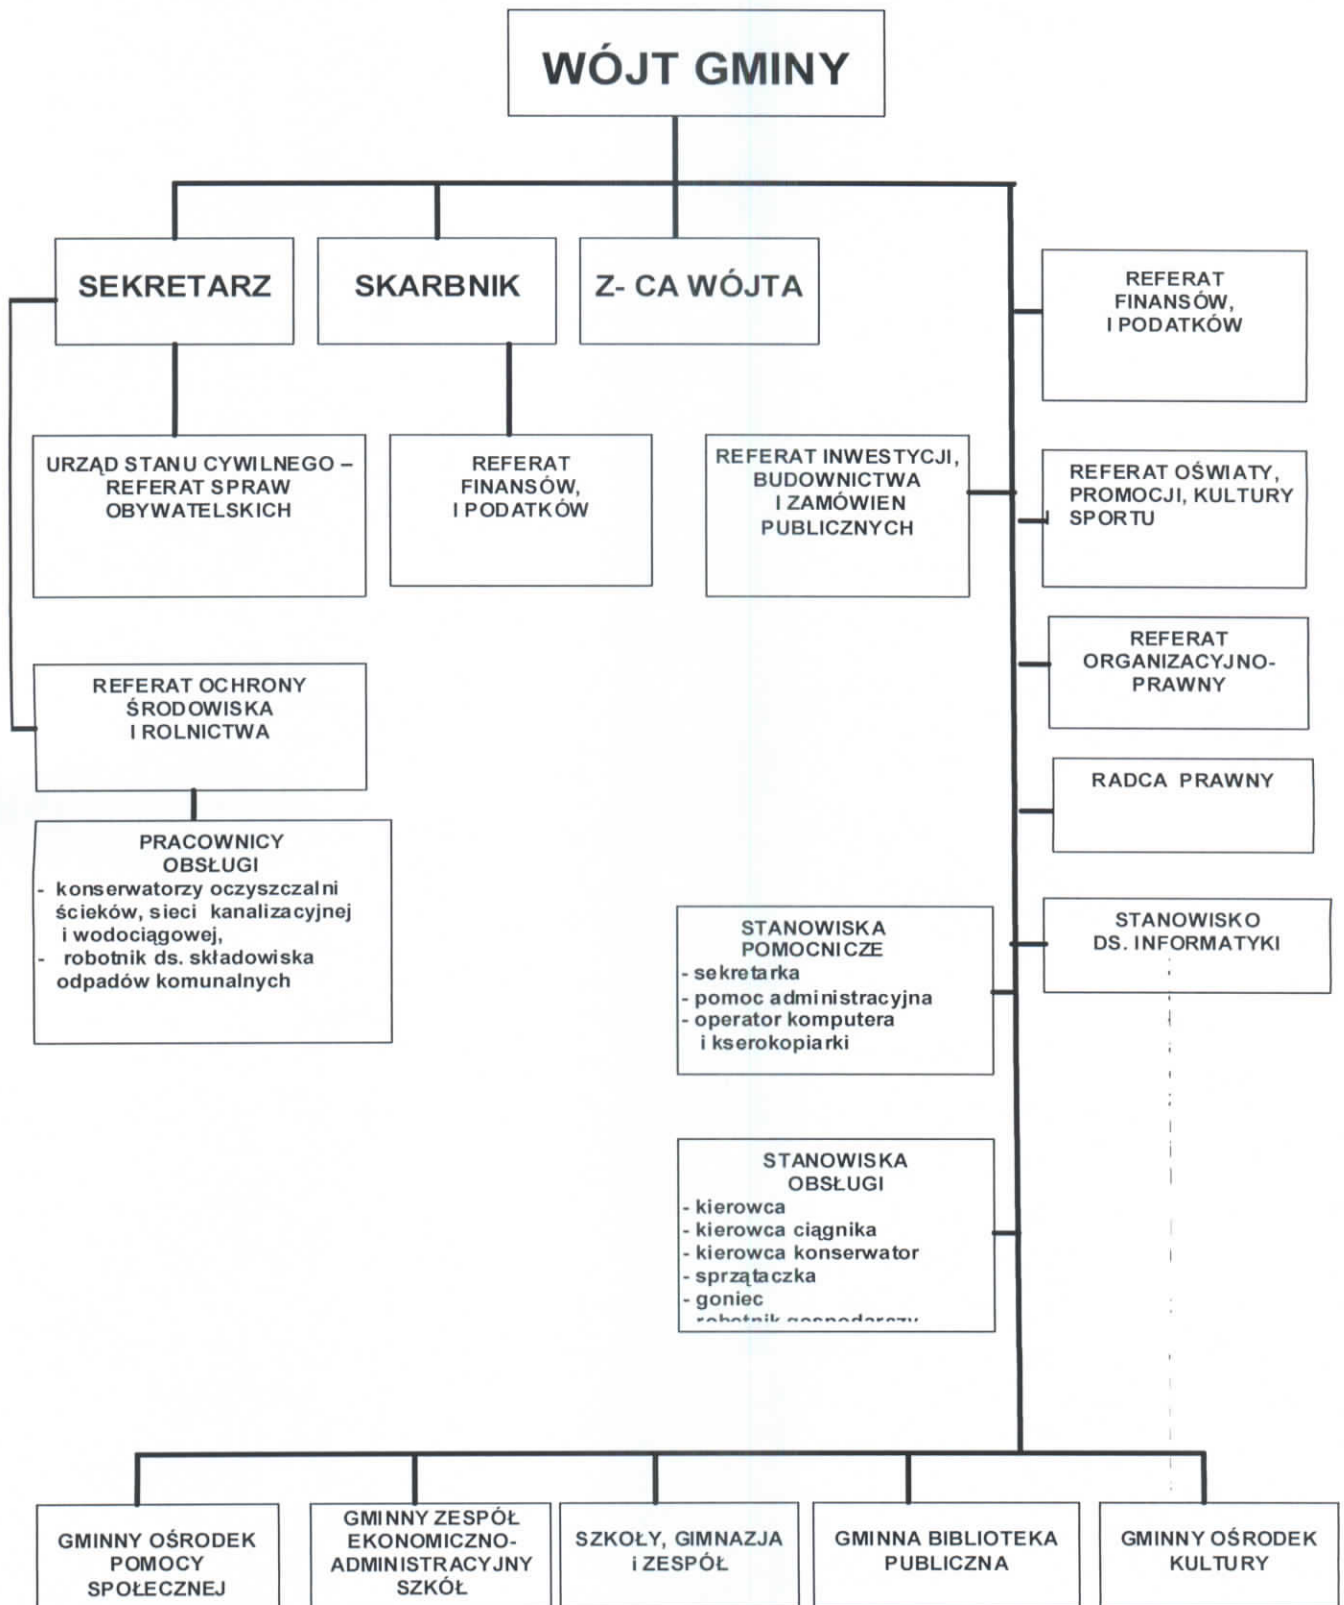 WÓJT GMINY
SEKRETARZ
SKARBNIK
Z- CA WÓJTA
REFERAT
FINANSÓW,
I PODATKÓW
URZĄD STANU CYWILNEGO –
REFERAT SPRAW
OBYWATELSKICH
REFERAT
FINANSÓW,
I PODATKÓW
REFERAT INWESTYCJI,
BUDOWNICTWA
I ZAMÓWIEN
PUBLICZNYCH
REFERAT OŚWIATY,
PROMOCJI, KULTURY
SPORTU
REFERAT
ORGANIZACYJNO-
PRAWNY
REFERAT OCHRONY
ŚRODOWISKA
I ROLNICTWA
RADCA PRAWNY
PRACOWNICY
OBSŁUGI
- konserwatorzy oczyszczalni
ścieków, sieci kanalizacyjnej
i wodociągowej,
- robotnik ds. składowiska
odpadów komunalnych
STANOWISKA
POMOCNICZE
- sekretarka
- pomoc administracyjna
- operator komputera
i kserokopiarki
STANOWISKO
DS. INFORMATYKI
STANOWISKA
OBSŁUGI
- kierowca
- kierowca ciągnika
- kierowca konserwator
- sprzątaczka
- goniec
robotnik gospodarczy
GMINNY OŚRODEK
POMOCY
SPOŁECZNEJ
GMINNY ZESPÓŁ
EKONOMICZNO-
ADMINISTRACYJNY
SZKÓŁ
SZKOŁY, GIMNAZJA
i ZESPÓŁ
GMINNA BIBLIOTEKA
PUBLICZNA
GMINNY OŚRODEK
KULTURY